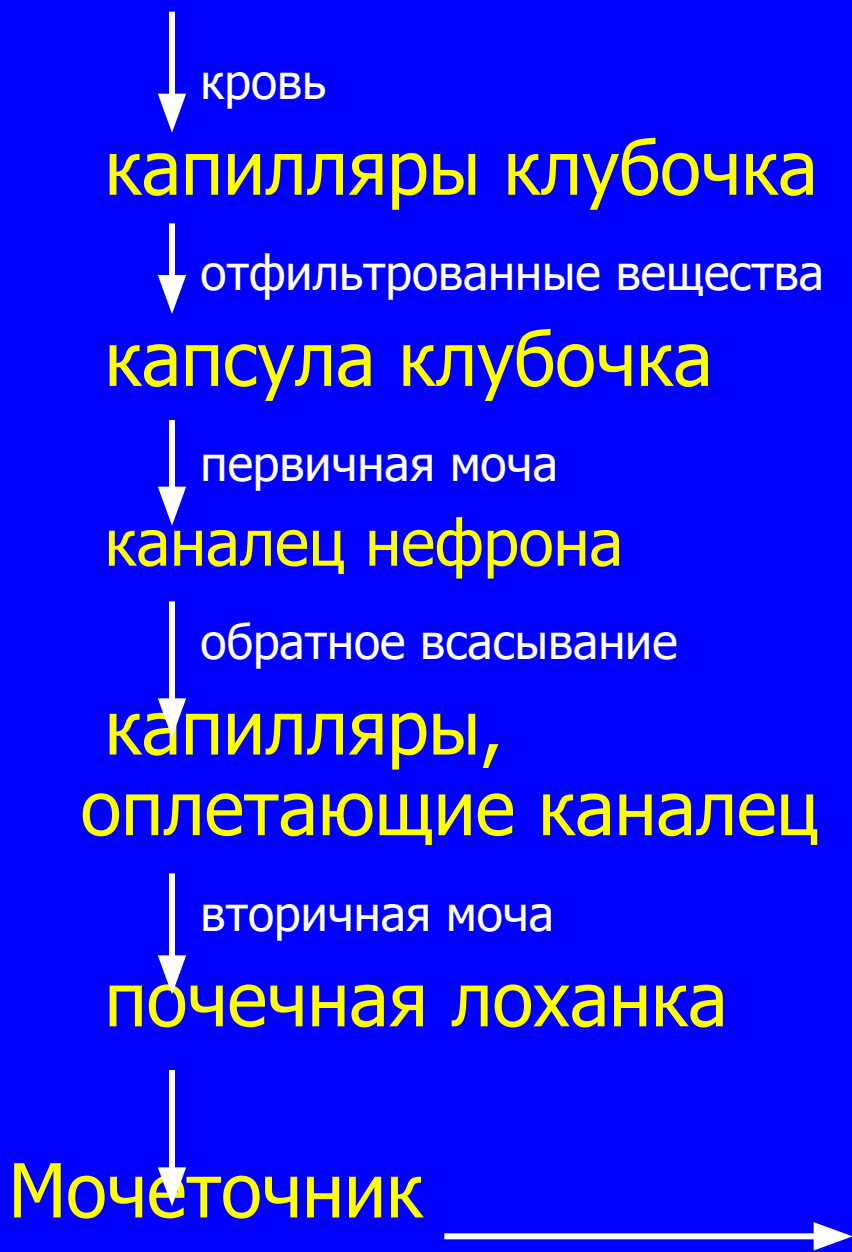 кровь
капилляры клубочка
отфильтрованные вещества
капсула клубочка
первичная моча
каналец нефрона
обратное всасывание
капилляры,
оплетающие каналец
вторичная моча
почечная лоханка
Мочеточник